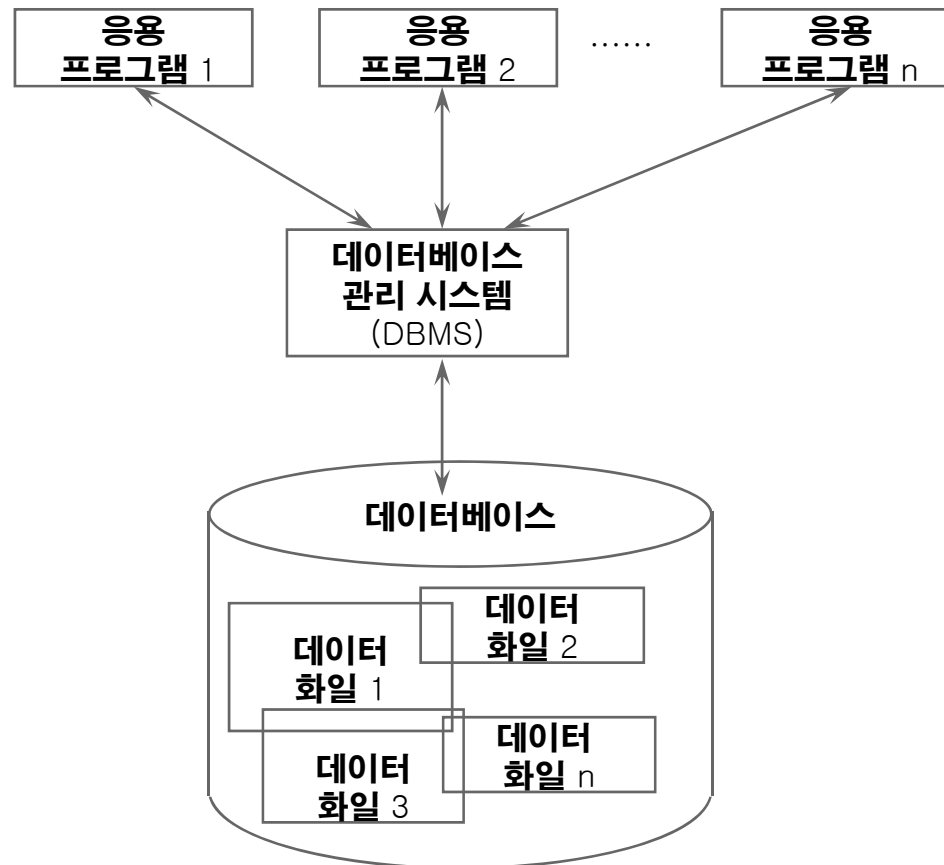 응용
프로그램 1
응용
프로그램 2
……
응용
프로그램 n
데이터베이스
관리 시스템
(DBMS)
데이터베이스
데이터
화일 1
데이터
화일 2
데이터
화일 3
데이터
화일 n